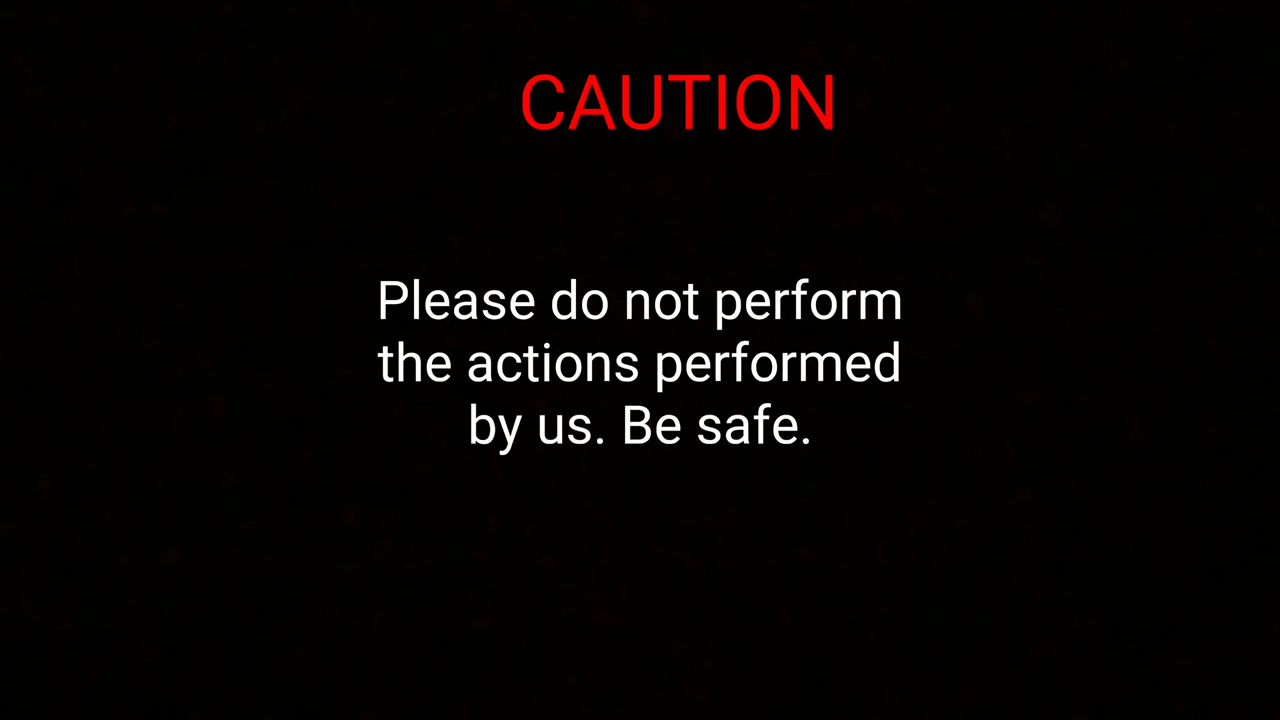 CAUTION
Please do not perform
the actions performed
by us. Be safe.